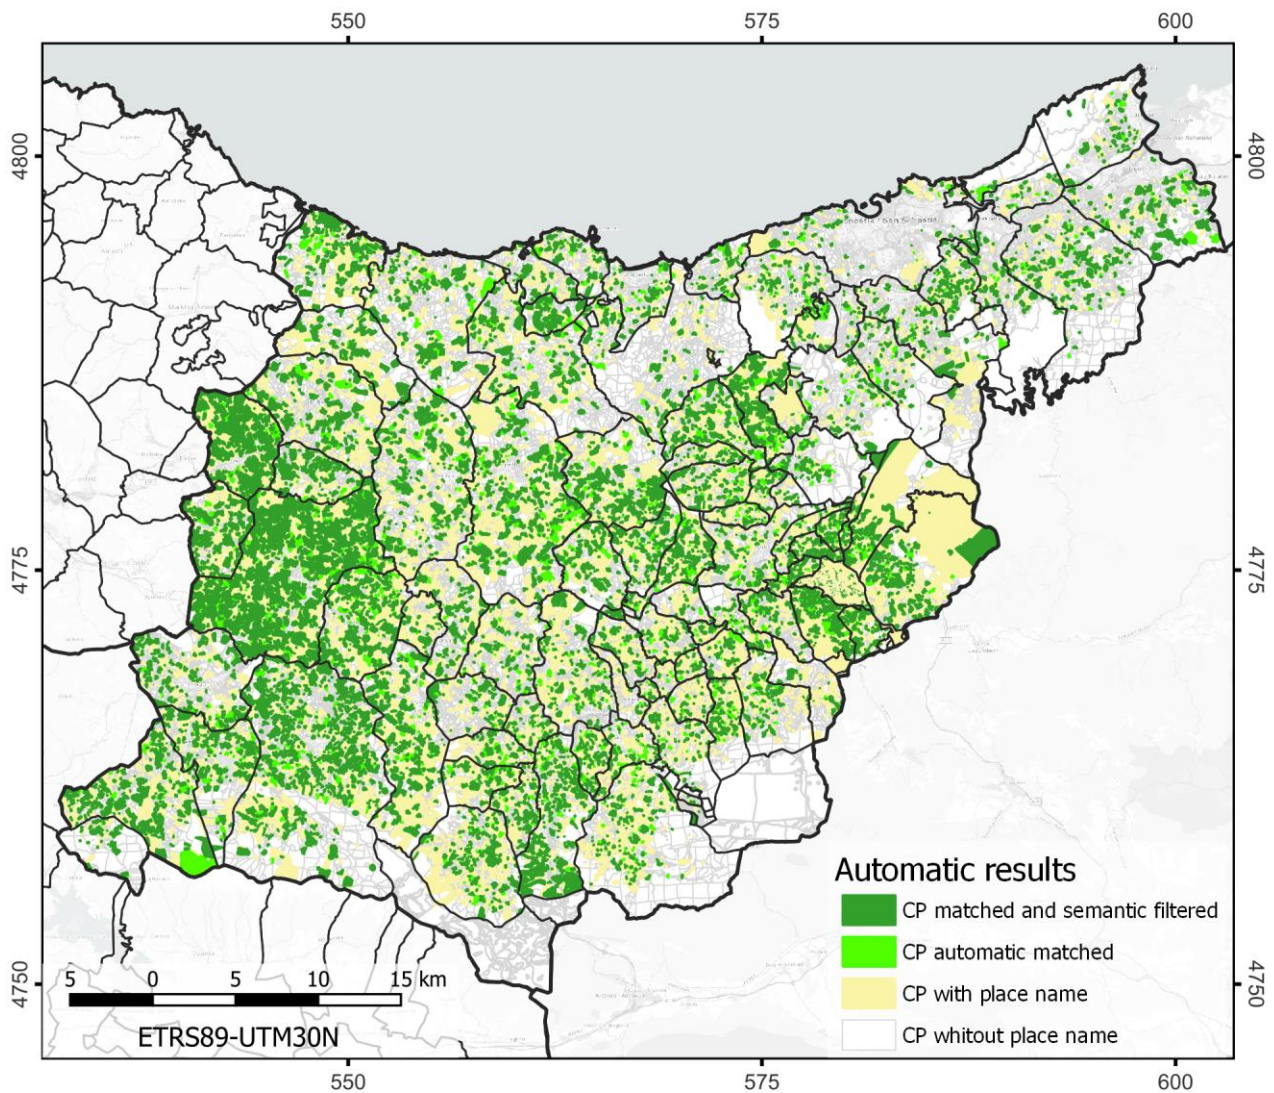 550
575
600
4800
4800
4775
4775
4750
4750
Automatic results
CP matched and semantic filtered
CP automatic matched
CP with place name
CP whitout place name
5 0 5 10 15 km
ETRS89-UTM30N
550
575
600